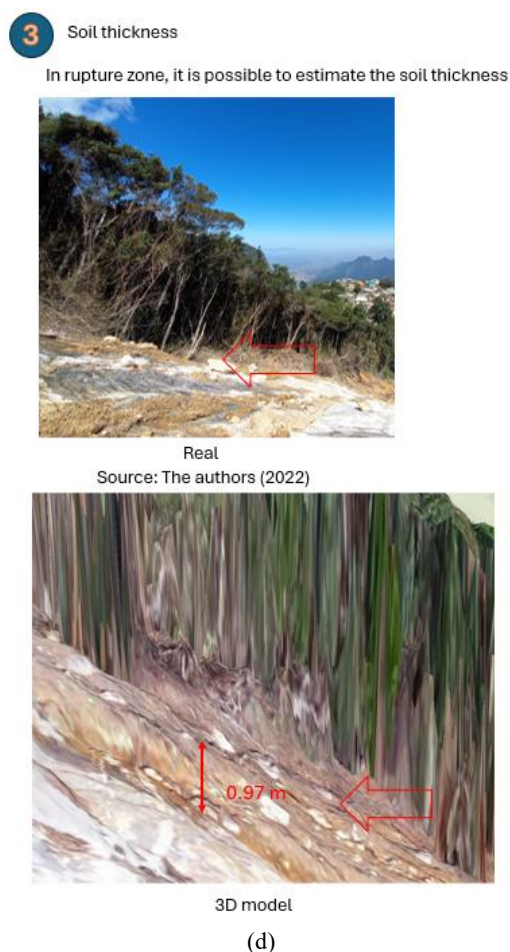 3 Soil thickness
In rupture zone, it is possible to estimate the soil thickness
Real
Source: The authors (2022)
0.97 m
3D model
(d)